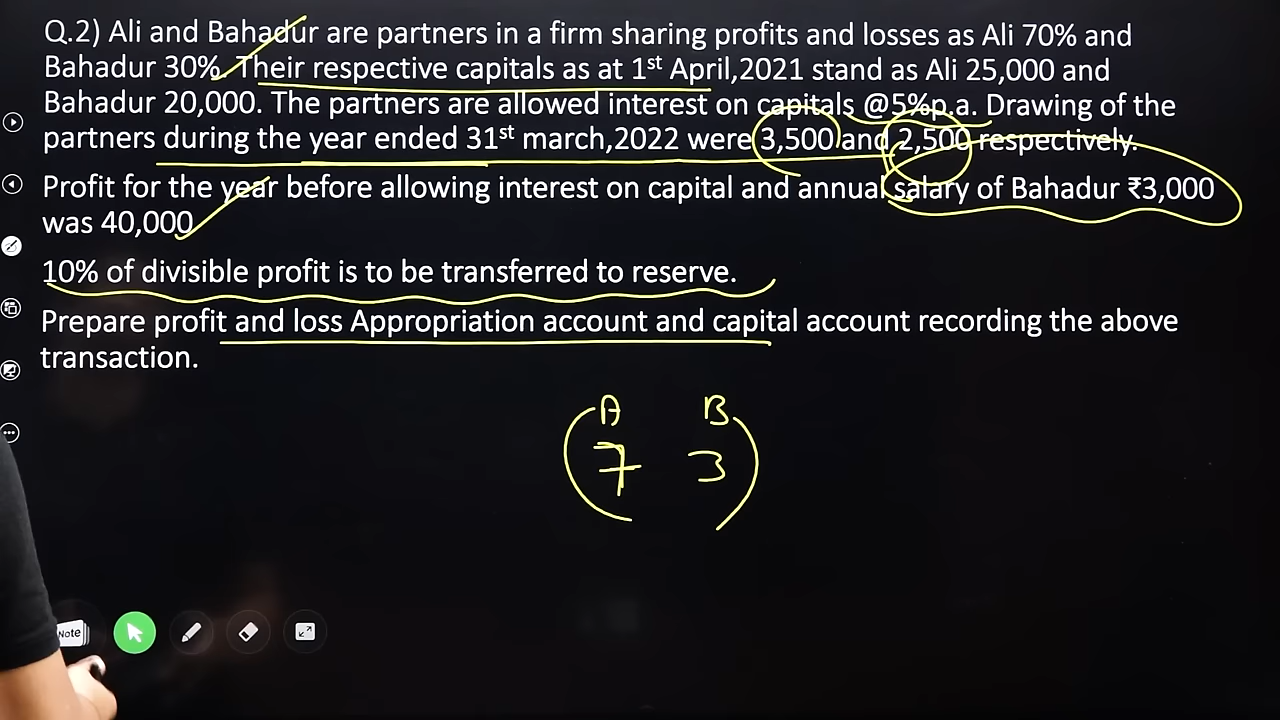 Q.2) Ali and Bahadur are partners in a firm sharing profits and losses as Ali 70% and
Bahadur 30%. Their respective capitals as at 1st April,2021 stand as Ali 25,000 and
Bahadur 20,000. The partners are allowed interest on capitals @5%p.a. Drawing of the
partners during the year ended 31st march,2022 were 3,500 and 2,500 respectively.
Profit for the year before allowing interest on capital and annual salary of Bahadur ₹3,000
was 40,000
10% of divisible profit is to be transferred to reserve.
Prepare profit and loss Appropriation account and capital account recording the above
transaction.
A B
7 3
Note